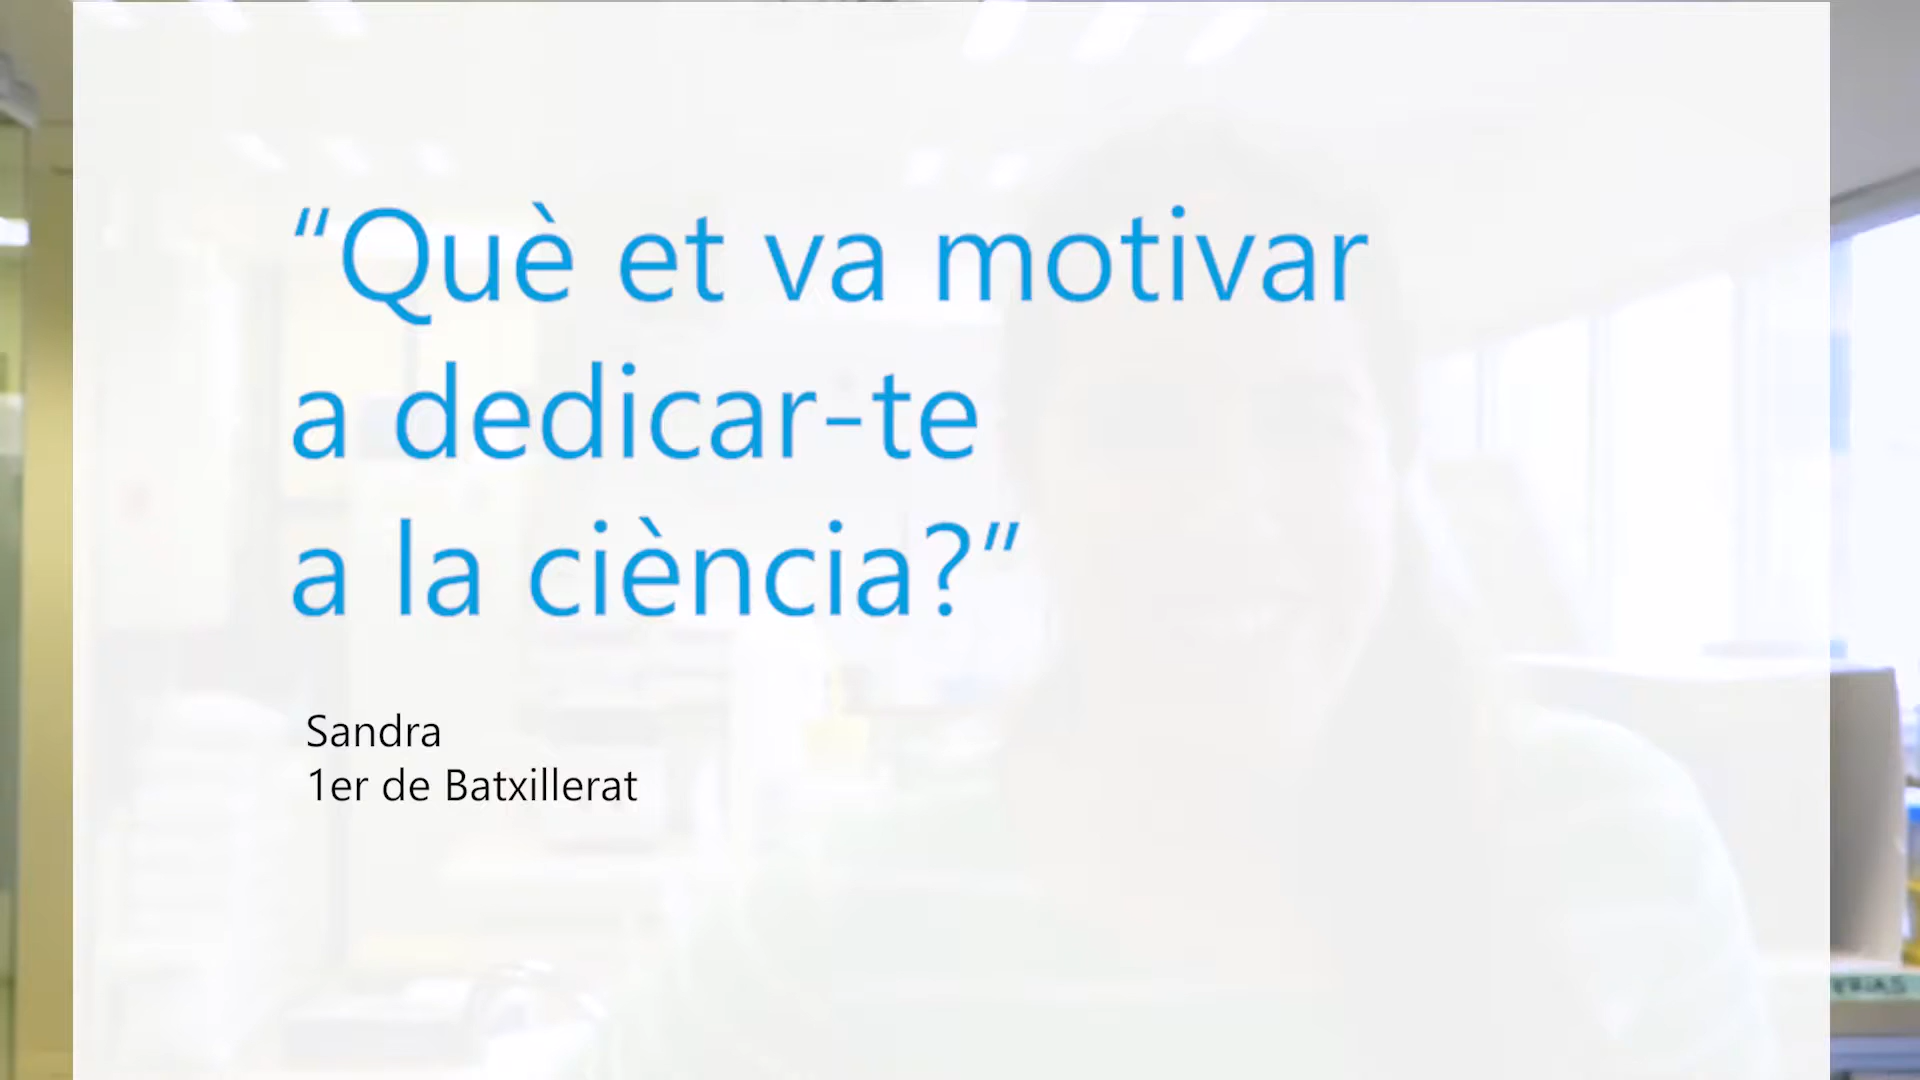 “Què et va motivar
a dedicar-te
a la ciència?”
Sandra
1er de Batxillerat